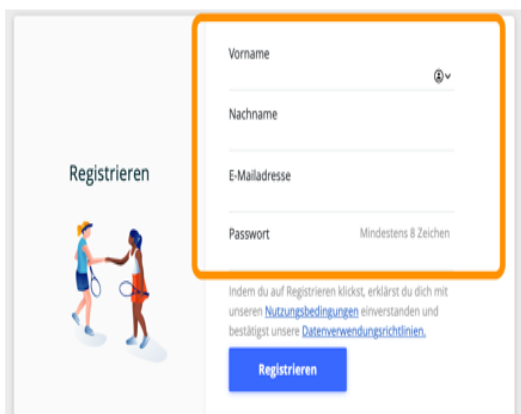 Vorname
Nachname
Registrieren
E-Mailadresse
Passwort Mindestens 8 Zeichen
Indem du auf Registrieren klickst, erklärst du dich mit
unseren Nutzungsbedingungen einverstanden und
bestätigst unsere Datenverwendungsrichtlinien.
Registrieren